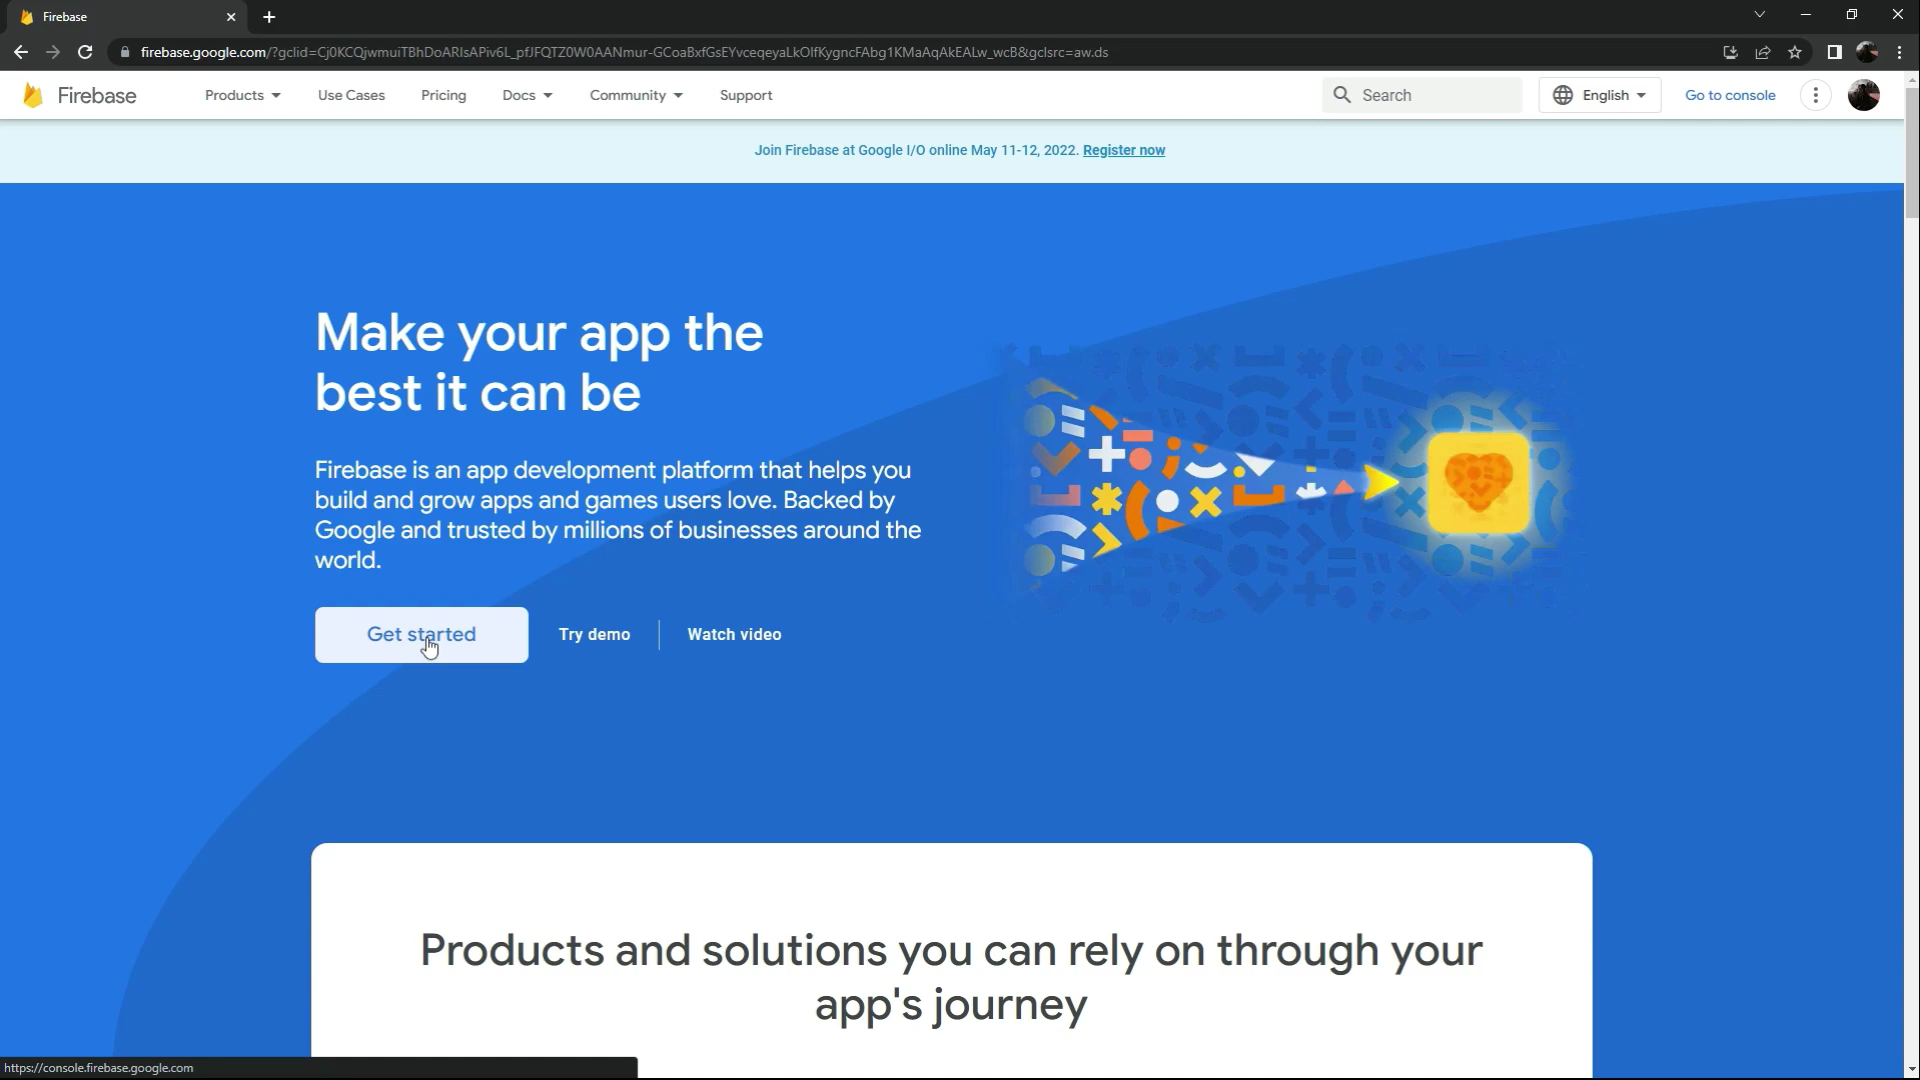 Firebase
firebase.google.com/?gclid=Cj0KCQjwmuiTBhDoARIsAPiv6L_pfJFQTZ0W0AANmur-GCoaBxfGsEYvceqeyaLkOlfKygncFAbg1KMaAqAkEALw_wcB&gclsrc=aw.ds
Firebase Products Use Cases Pricing Docs Community Support Search English Go to console
Join Firebase at Google I/O online May 11-12, 2022. Register now
Make your app the
best it can be
Firebase is an app development platform that helps you
build and grow apps and games users love. Backed by
Google and trusted by millions of businesses around the
world.
Get started Try demo Watch video
Products and solutions you can rely on through your
app's journey
https://console.firebase.google.com